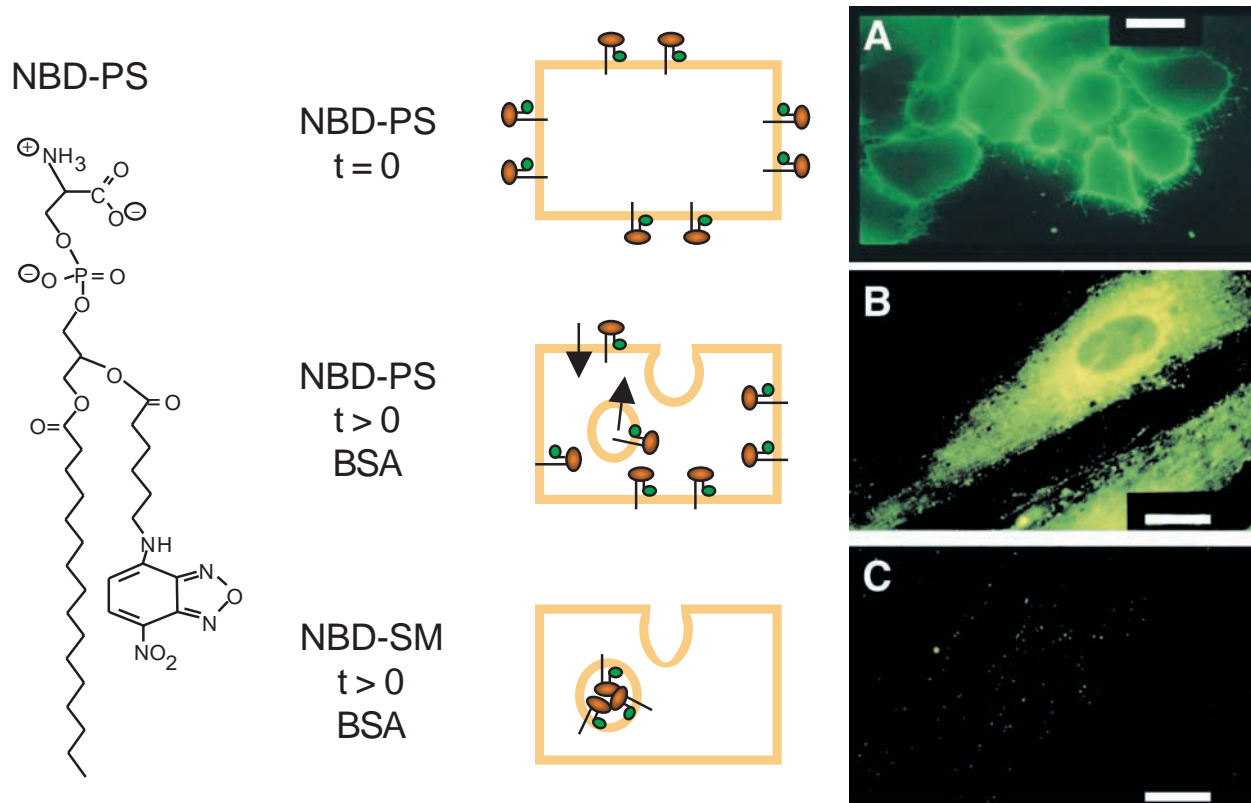 NBD-PS
⊕
NH3
C
O
O
⊖
O
⊖
O
P
=
O
O
O
O
O
O=
NH
N
O
N
NO2
NBD-PS
t = 0
NBD-PS
t > 0
BSA
NBD-SM
t > 0
BSA
A
B
C